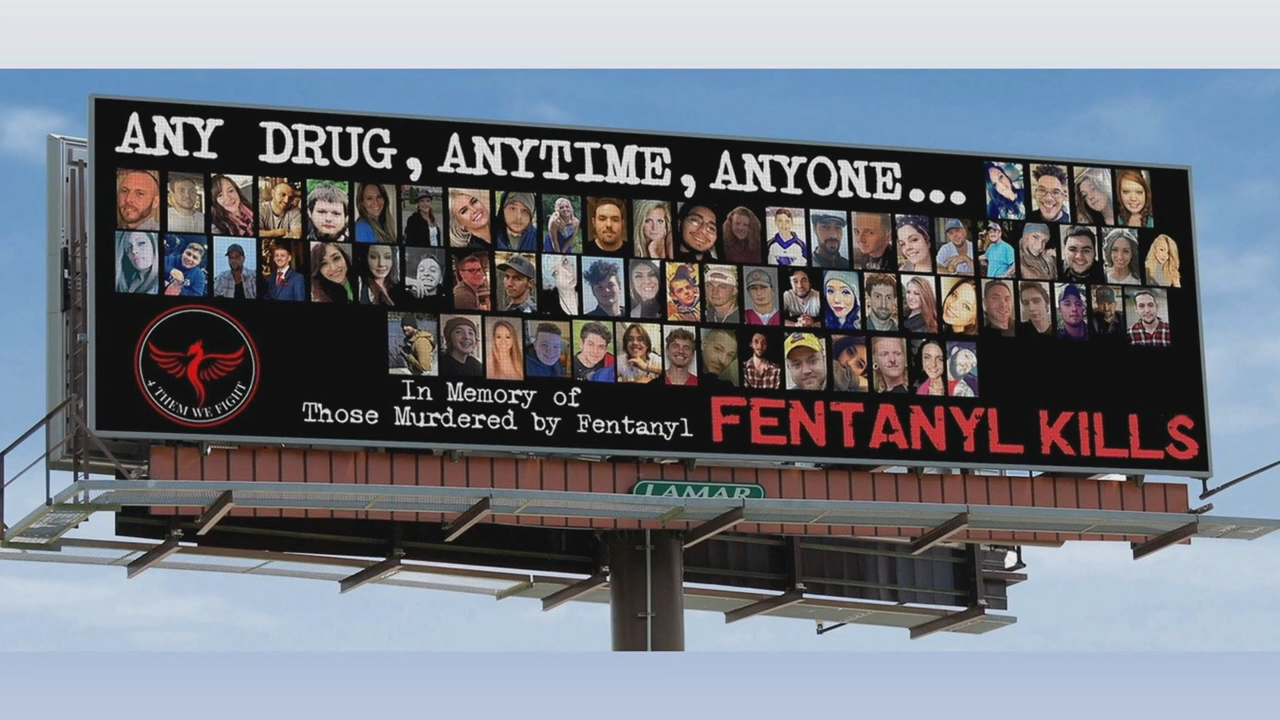 ANY DRUG, ANYTIME, ANYONE...
4 THEM WE FIGHT
In Memory of
Those Murdered by Fentanyl
FENTANYL KILLS
LAMAR